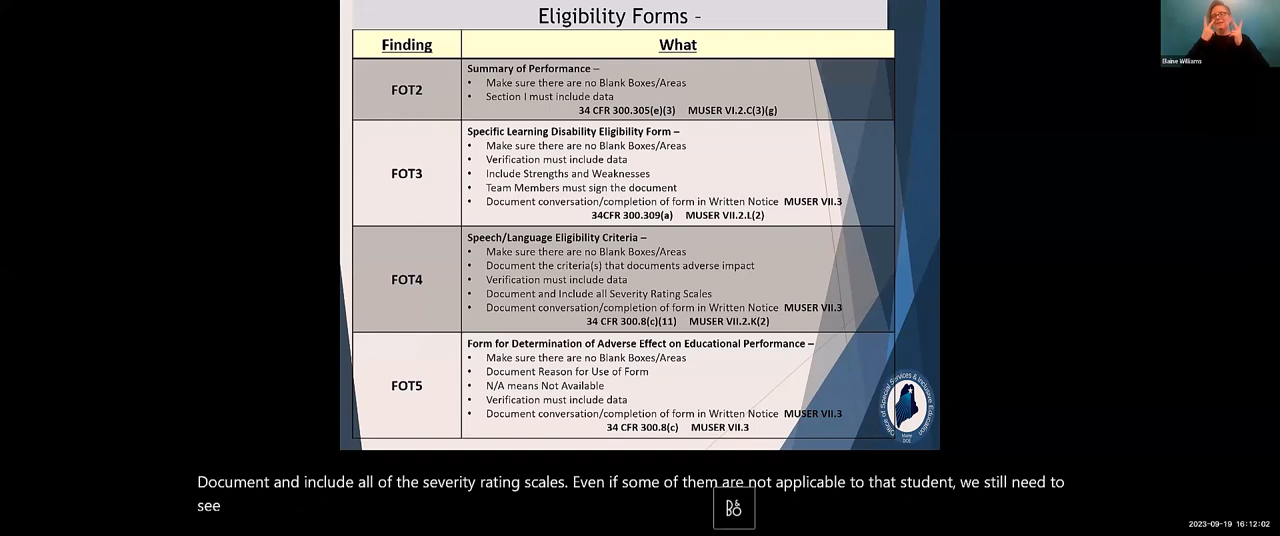 Eligibility Forms -
Elaine Williams
Finding
What
FOT2
Summary of Performance –
• Make sure there are no Blank Boxes/Areas
• Section I must include data
34 CFR 300.305(e)(3) MUSER VI.2.C(3)(g)
FOT3
Specific Learning Disability Eligibility Form –
• Make sure there are no Blank Boxes/Areas
• Verification must include data
• Include Strengths and Weaknesses
• Team Members must sign the document
• Document conversation/completion of form in Written Notice MUSER VII.3
34CFR 300.309(a) MUSER VII.2.L(2)
FOT4
Speech/Language Eligibility Criteria –
• Make sure there are no Blank Boxes/Areas
• Document the criteria(s) that documents adverse impact
• Verification must include data
• Document and Include all Severity Rating Scales
• Document conversation/completion of form in Written Notice MUSER VII.3
34 CFR 300.8(c)(11) MUSER VII.2.K(2)
FOT5
Form for Determination of Adverse Effect on Educational Performance –
• Make sure there are no Blank Boxes/Areas
• Document Reason for Use of Form
• N/A means Not Available
• Verification must include data
• Document conversation/completion of form in Written Notice MUSER VII.3
34 CFR 300.8(c) MUSER VII.3
Office of Special Services & Inclusive Education
Maine
DOE
Document and include all of the severity rating scales. Even if some of them are not applicable to that student, we still need to
see
B&BO
2023-09-19 16:12:02